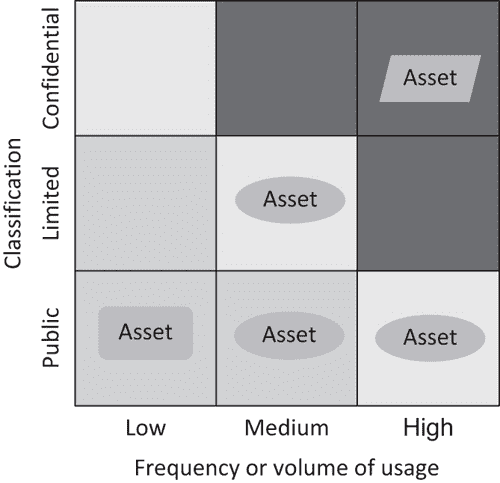 Classification
Confidential
Asset
Limited
Asset
Public
Asset
Asset
Asset
Low
Medium
High
Frequency or volume of usage